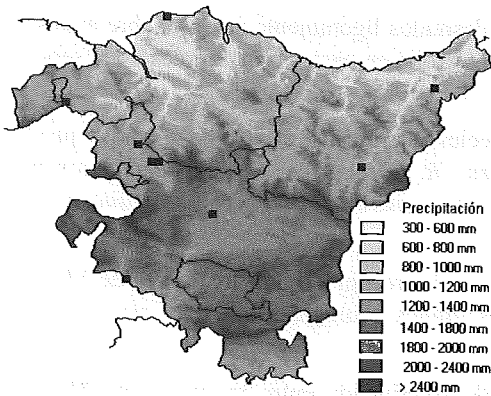 Precipitación
300 - 600 mm
600 - 800 mm
800 - 1000 mm
1000 - 1200 mm
1200 - 1400 mm
1400 - 1800 mm
1800 - 2000 mm
2000 - 2400 mm
> 2400 mm